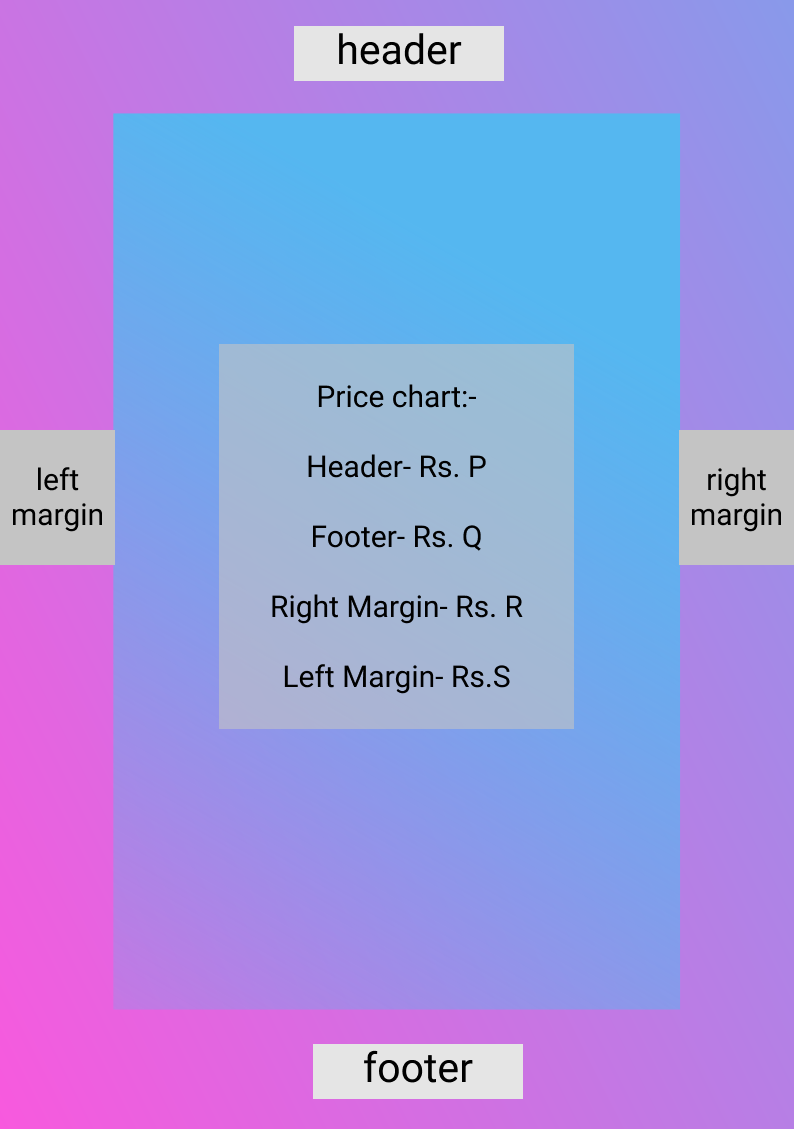 header
Price chart:-
Header- Rs. P
left
margin
right
margin
Footer- Rs. Q
Right Margin- Rs. R
Left Margin- Rs.S
footer